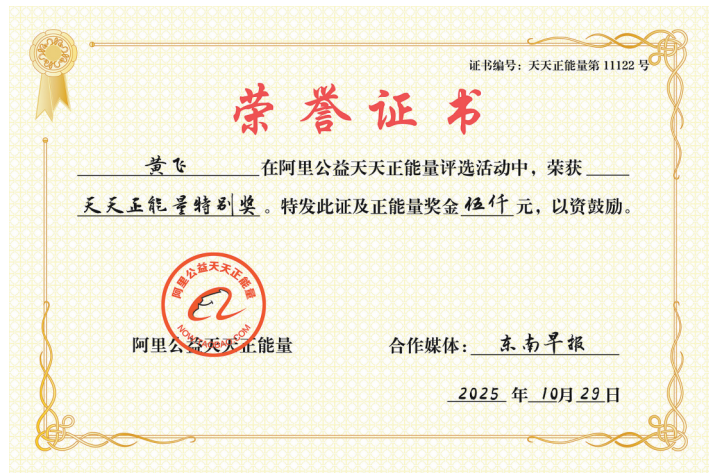 证书编号：天天正能量第 11122 号
荣誉证书
黄飞 在阿里公益天天正能量评选活动中，荣获
天天正能量特别奖。特发此证及正能量奖金伍仟元，以资鼓励。
阿里公益天天正能量
阿里公益天天正能量 合作媒体：东南早报
2025 年 10月29日